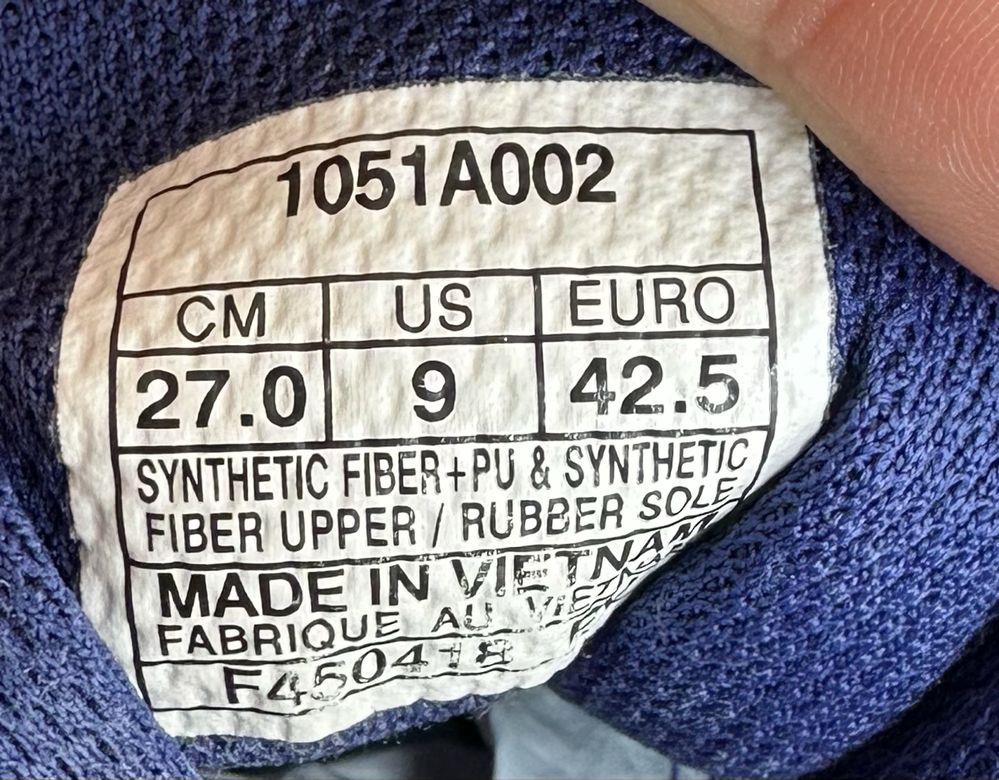 1051A002
CM US EURO
27.0 9 42.5
SYNTHETIC FIBER+PU & SYNTHETIC
FIBER UPPER / RUBBER SOLE
MADE IN VIETNAM
FABRIQUE AU
F450418